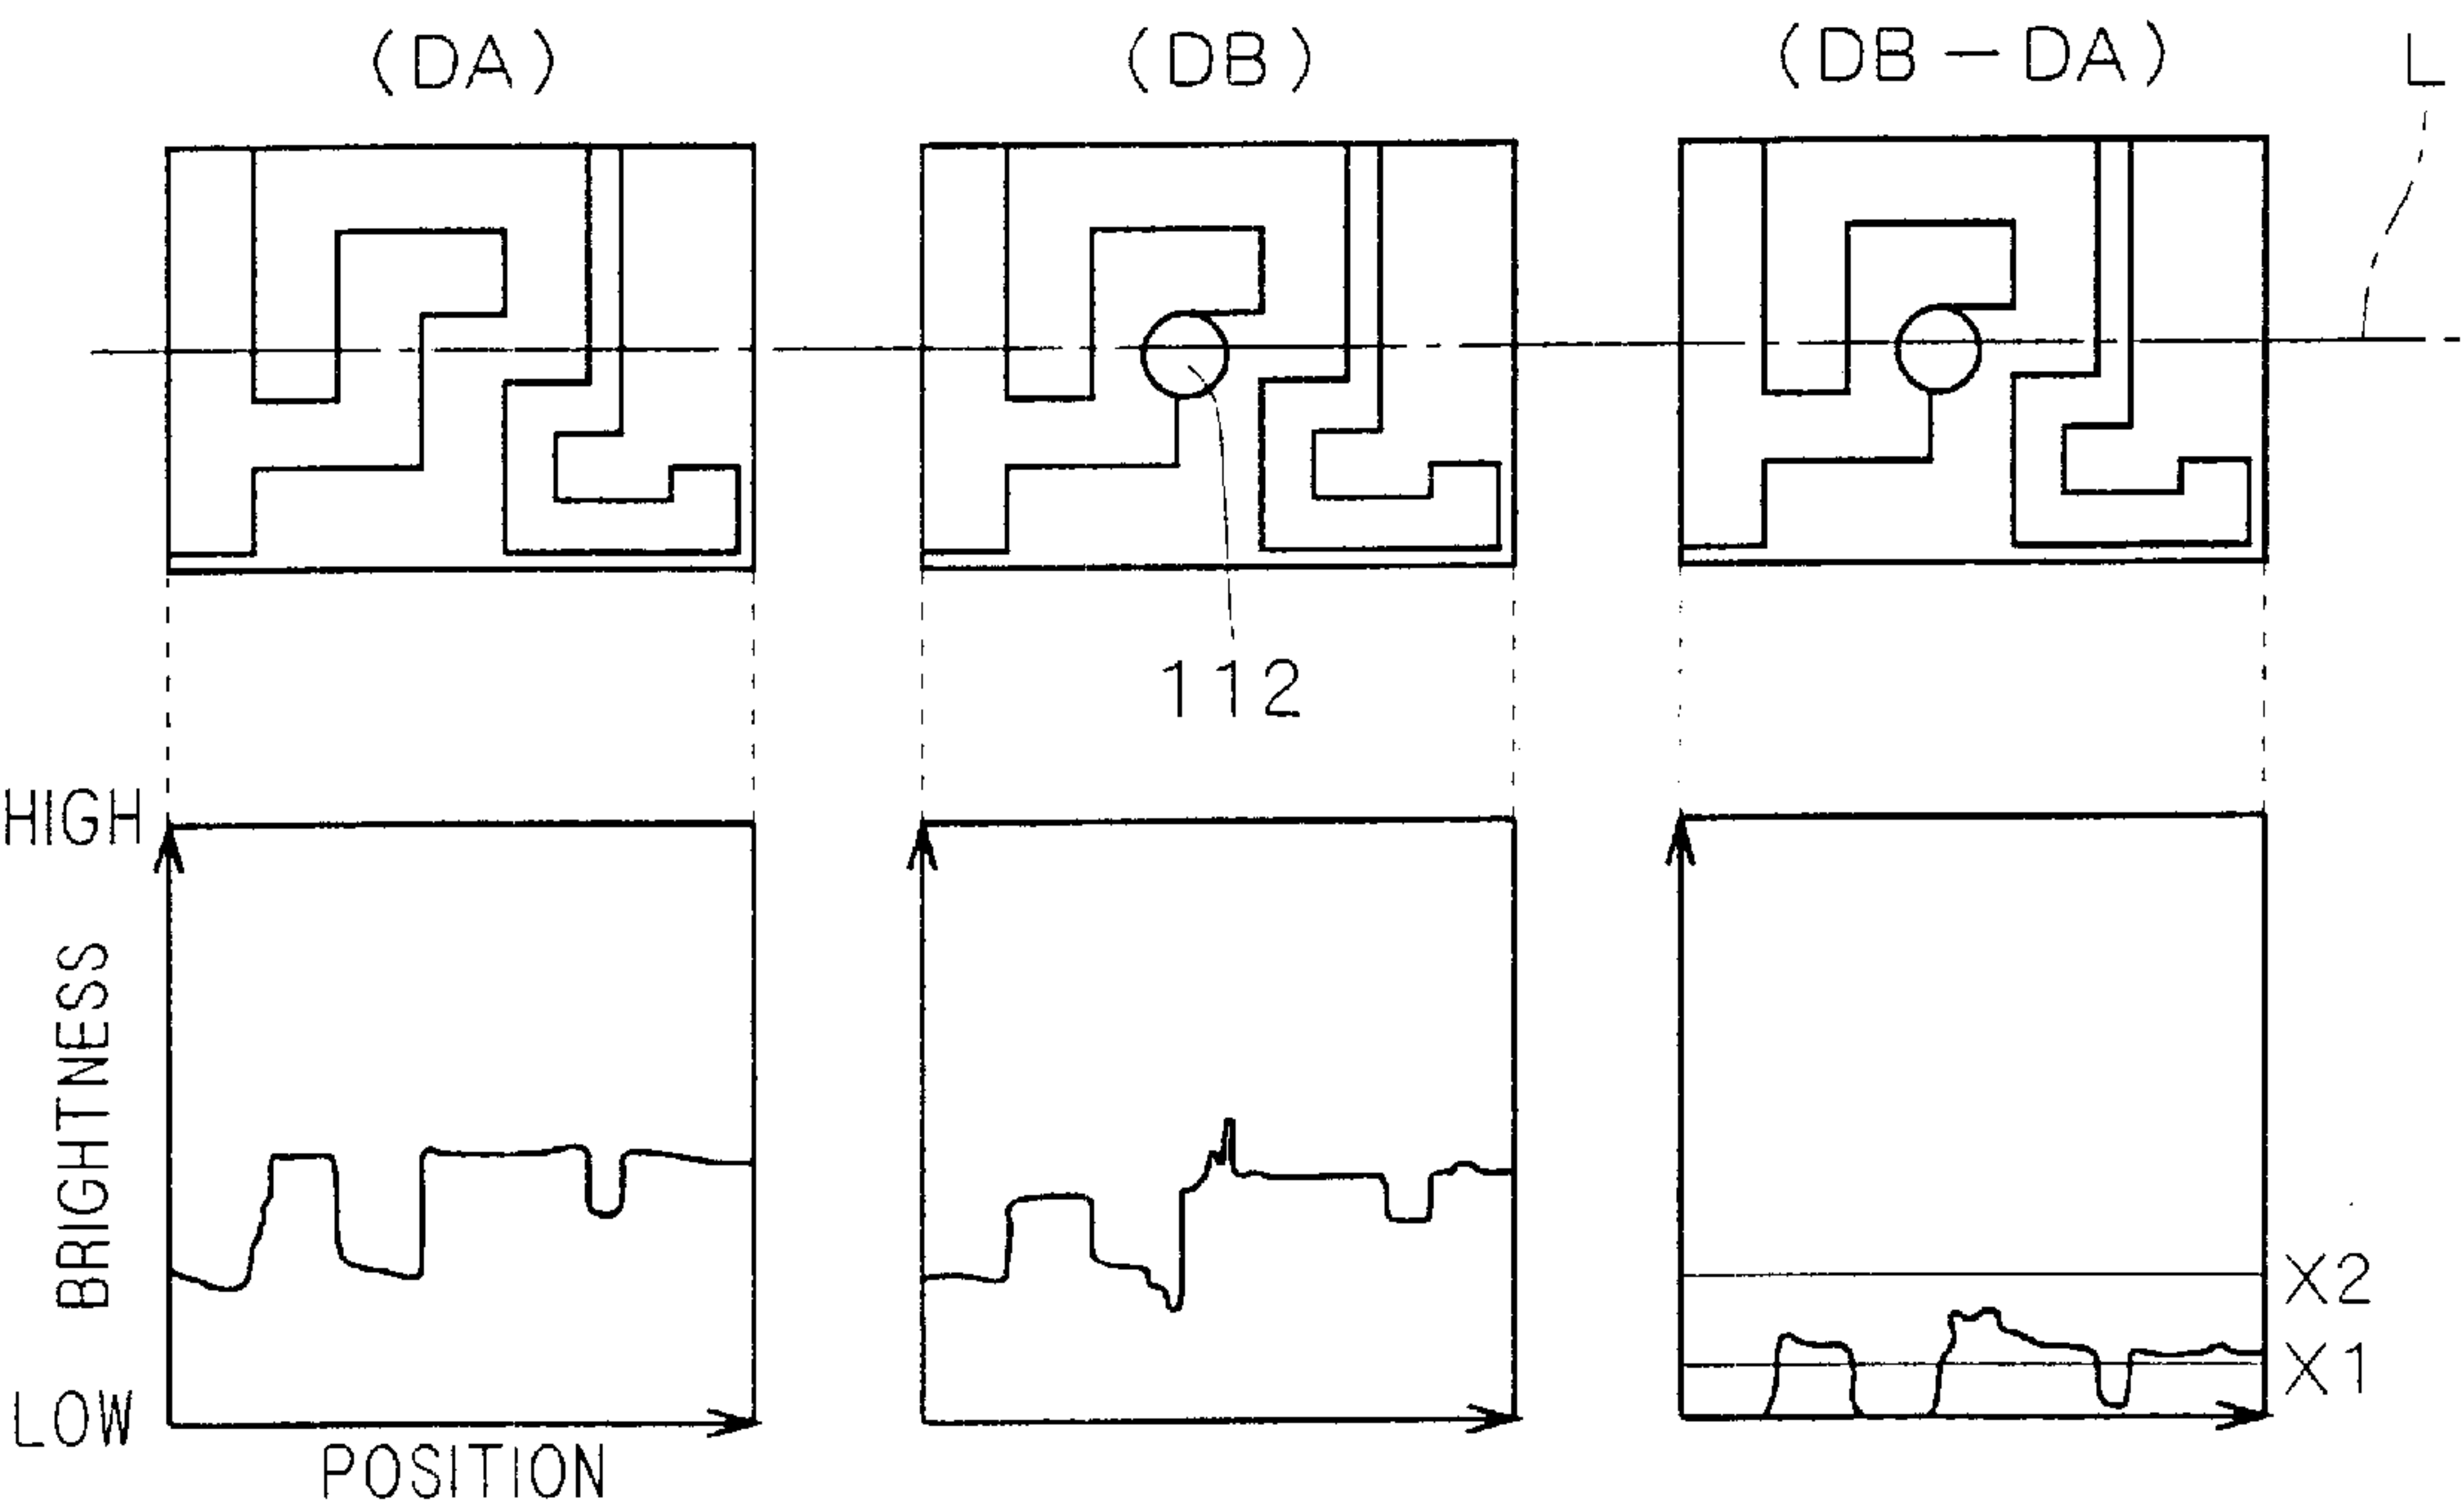 (DA)
(DB)
(DB-DA)
L
112
HIGH
BRIGHTNESS
LOW
POSITION
X2
X1